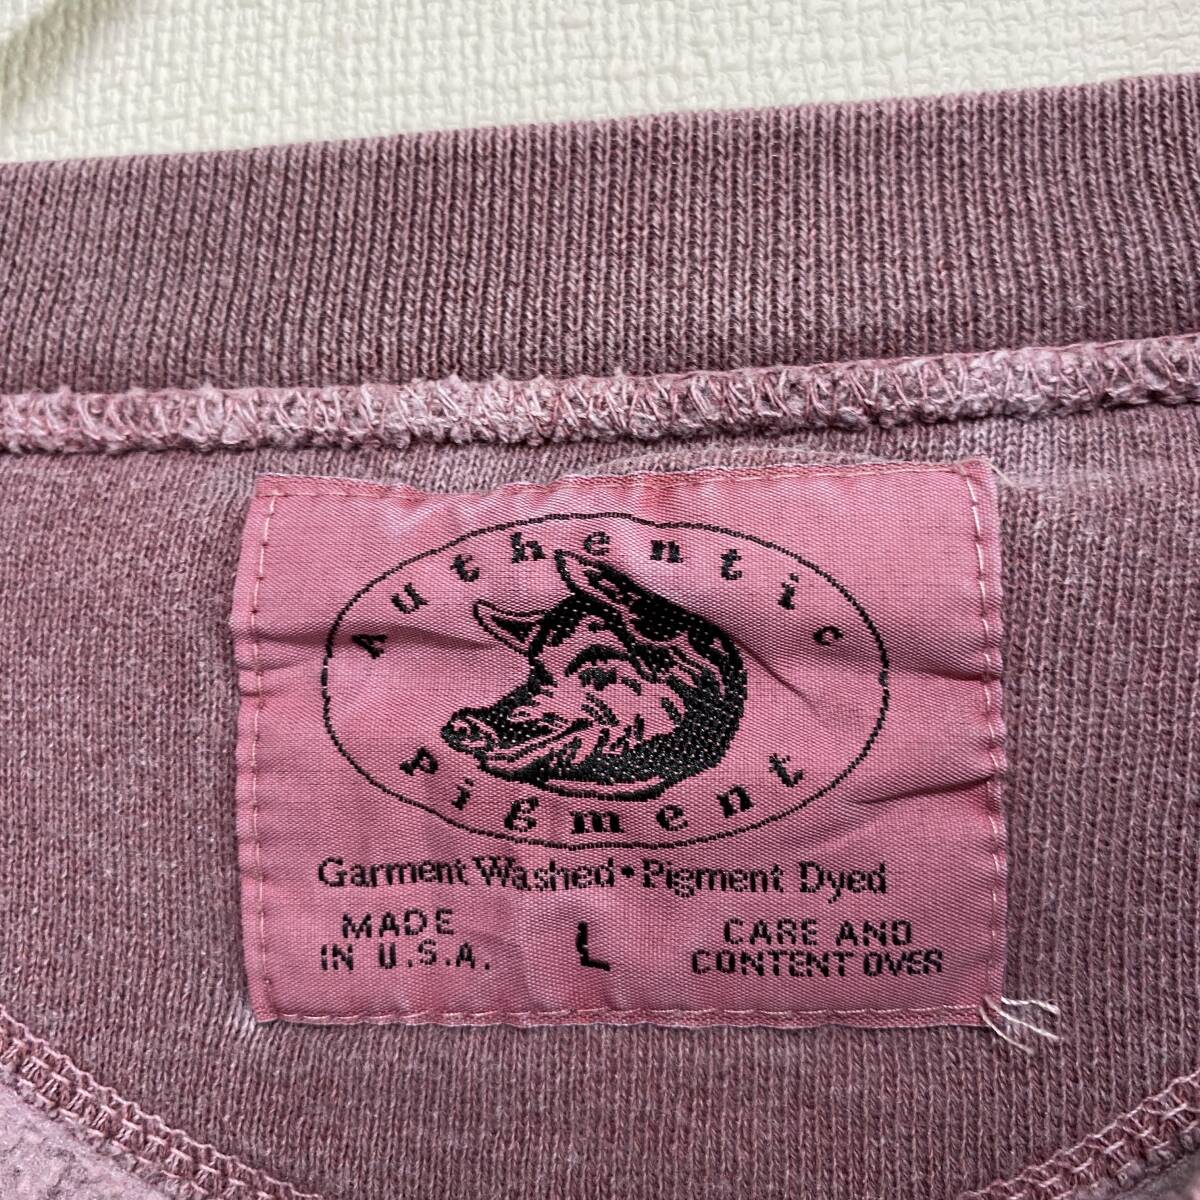 Authentic
Pigment
Garment Washed • Pigment Dyed
MADE
IN U.S.A.
L
CARE AND
CONTENT OVER